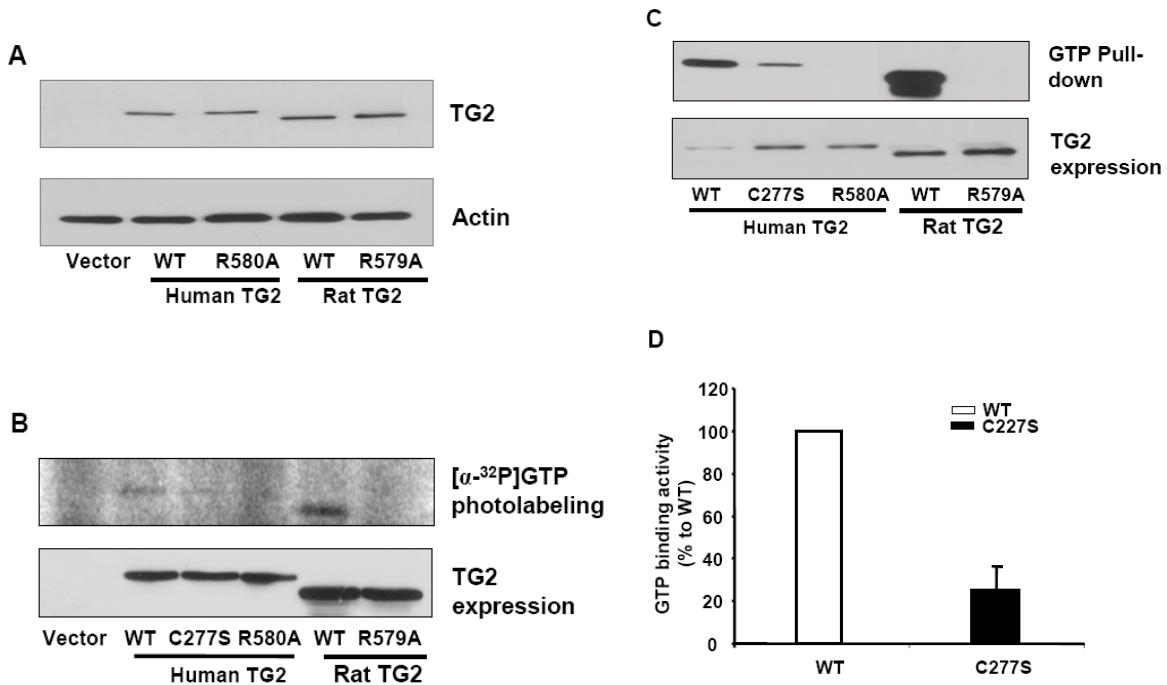 A
TG2
Actin
Vector WT R580A WT R579A
Human TG2 Rat TG2
B
[α-³²P]GTP
photolabeling
TG2
expression
Vector WT C277S R580A WT R579A
Human TG2 Rat TG2
C
GTP Pull-
down
TG2
expression
WT C277S R580A WT R579A
Human TG2 Rat TG2
D
GTP binding activity
(% to WT)
120
100
80
60
40
20
0
WT
C227S
WT C277S